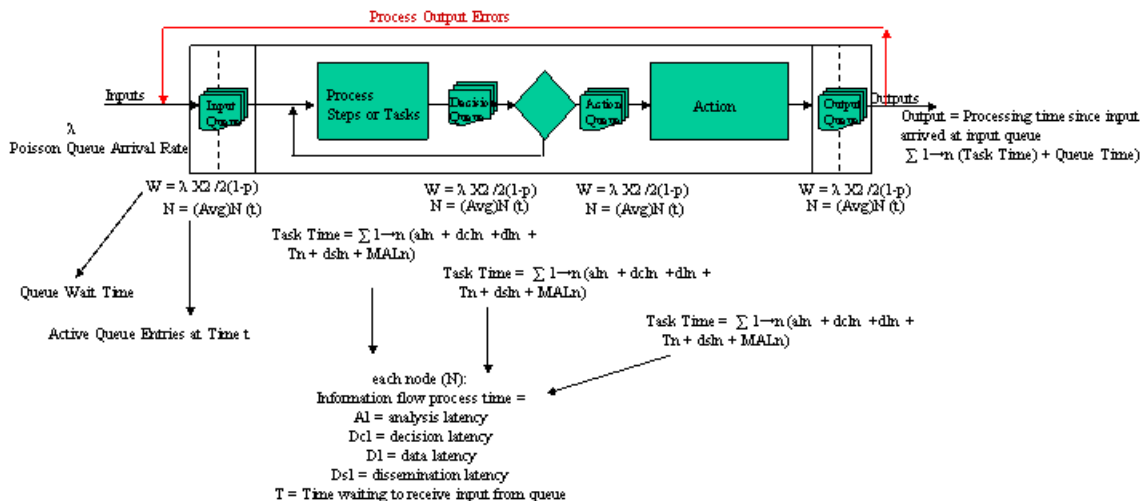 Process Output Errors
Inputs
λ
Poisson Queue Arrival Rate
Input
Queue
Process
Steps or Tasks
Decision
Queue
Action
Queue
Action
Output
Queue
Outputs
Output = Processing time since input
arrived at input queue
∑ 1→n (Task Time) + Queue Time)
W = λ X2 /2(1-p)
N = (Avg)N (t)
W = λ X2 /2(1-p)
N = (Avg)N (t)
W = λ X2 /2(1-p)
N = (Avg)N (t)
W = λ X2 /2(1-p)
N = (Avg)N (t)
Task Time = ∑ 1→n (aln + dcln +dln +
Tn + dsln + MALn)
Task Time = ∑ 1→n (aln + dcln +dln +
Tn + dsln + MALn)
Task Time = ∑ 1→n (aln + dcln +dln +
Tn + dsln + MALn)
Queue Wait Time
Active Queue Entries at Time t
each node (N):
Information flow process time =
Al = analysis latency
Dcl = decision latency
Dl = data latency
Dsl = dissemination latency
T = Time waiting to receive input from queue